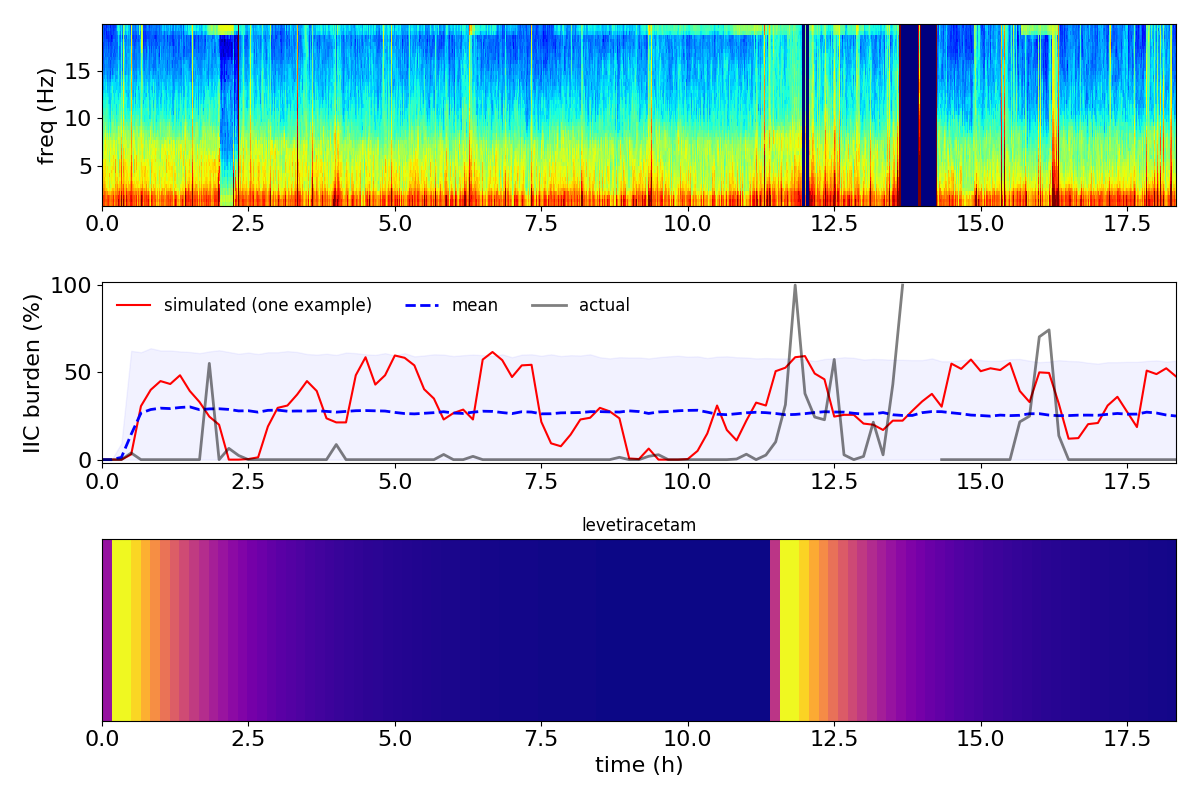 freq (Hz)
15
10
5
0.0 2.5 5.0 7.5 10.0 12.5 15.0 17.5
IIC burden (%)
100
50
0
simulated (one example) mean actual
0.0 2.5 5.0 7.5 10.0 12.5 15.0 17.5
levetiracetam
0.0 2.5 5.0 7.5 10.0 12.5 15.0 17.5
time (h)